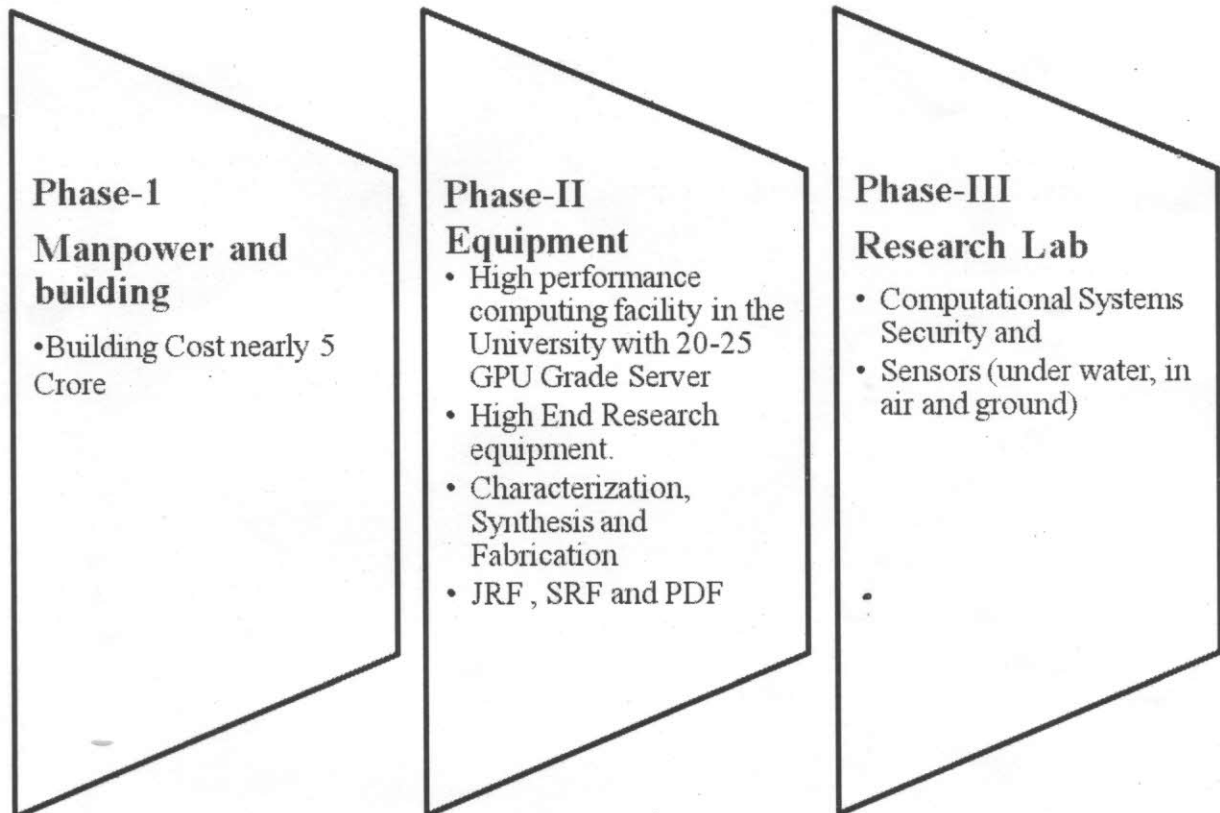 Phase-1
Manpower and
building
•Building Cost nearly 5
Crore
Phase-II
Equipment
• High performance
computing facility in the
University with 20-25
GPU Grade Server
• High End Research
equipment.
• Characterization,
Synthesis and
Fabrication
• JRF , SRF and PDF
Phase-III
Research Lab
• Computational Systems
Security and
• Sensors (under water, in
air and ground)